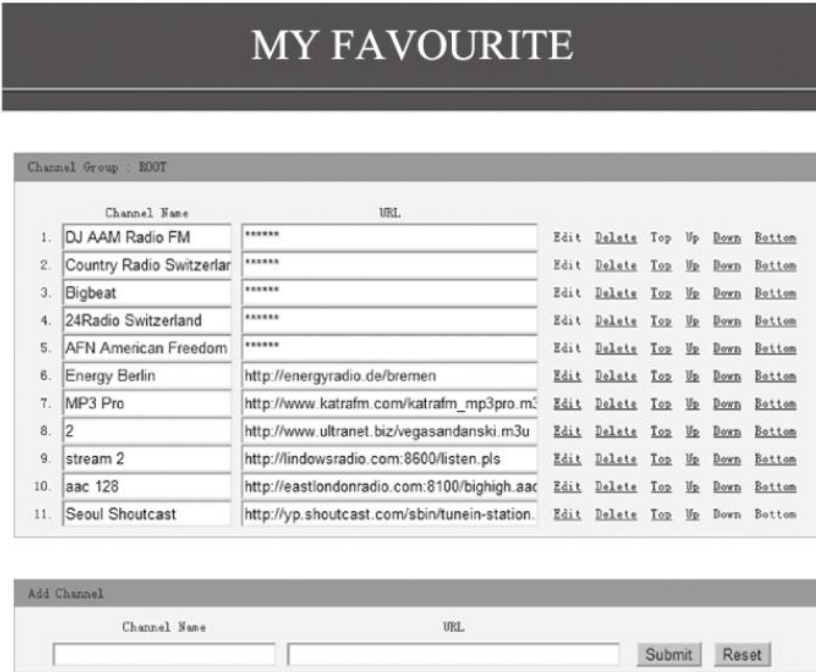 MY FAVOURITE
Channel Group : ROOT
Channel Name URL
1. DJ AAM Radio FM ****** Edit Delete Top Up Down Bottom
2. Country Radio Switzerlar ****** Edit Delete Top Up Down Bottom
3. Bigbeat ****** Edit Delete Top Up Down Bottom
4. 24Radio Switzerland ****** Edit Delete Top Up Down Bottom
5. AFN American Freedom ****** Edit Delete Top Up Down Bottom
6. Energy Berlin http://energyradio.de/bremen Edit Delete Top Up Down Bottom
7. MP3 Pro http://www.katrafm.com/katrafm_mp3pro.m3 Edit Delete Top Up Down Bottom
8. 2 http://www.ultranet.biz/vegasandanski.m3u Edit Delete Top Up Down Bottom
9. stream 2 http://lindowsradio.com:8600/listen.pls Edit Delete Top Up Down Bottom
10. aac 128 http://eastlondonradio.com:8100/bighigh.aac Edit Delete Top Up Down Bottom
11. Seoul Shoutcast http://yp.shoutcast.com/sbin/tunein-station. Edit Delete Top Up Down Bottom
Add Channel
Channel Name URL
Submit Reset